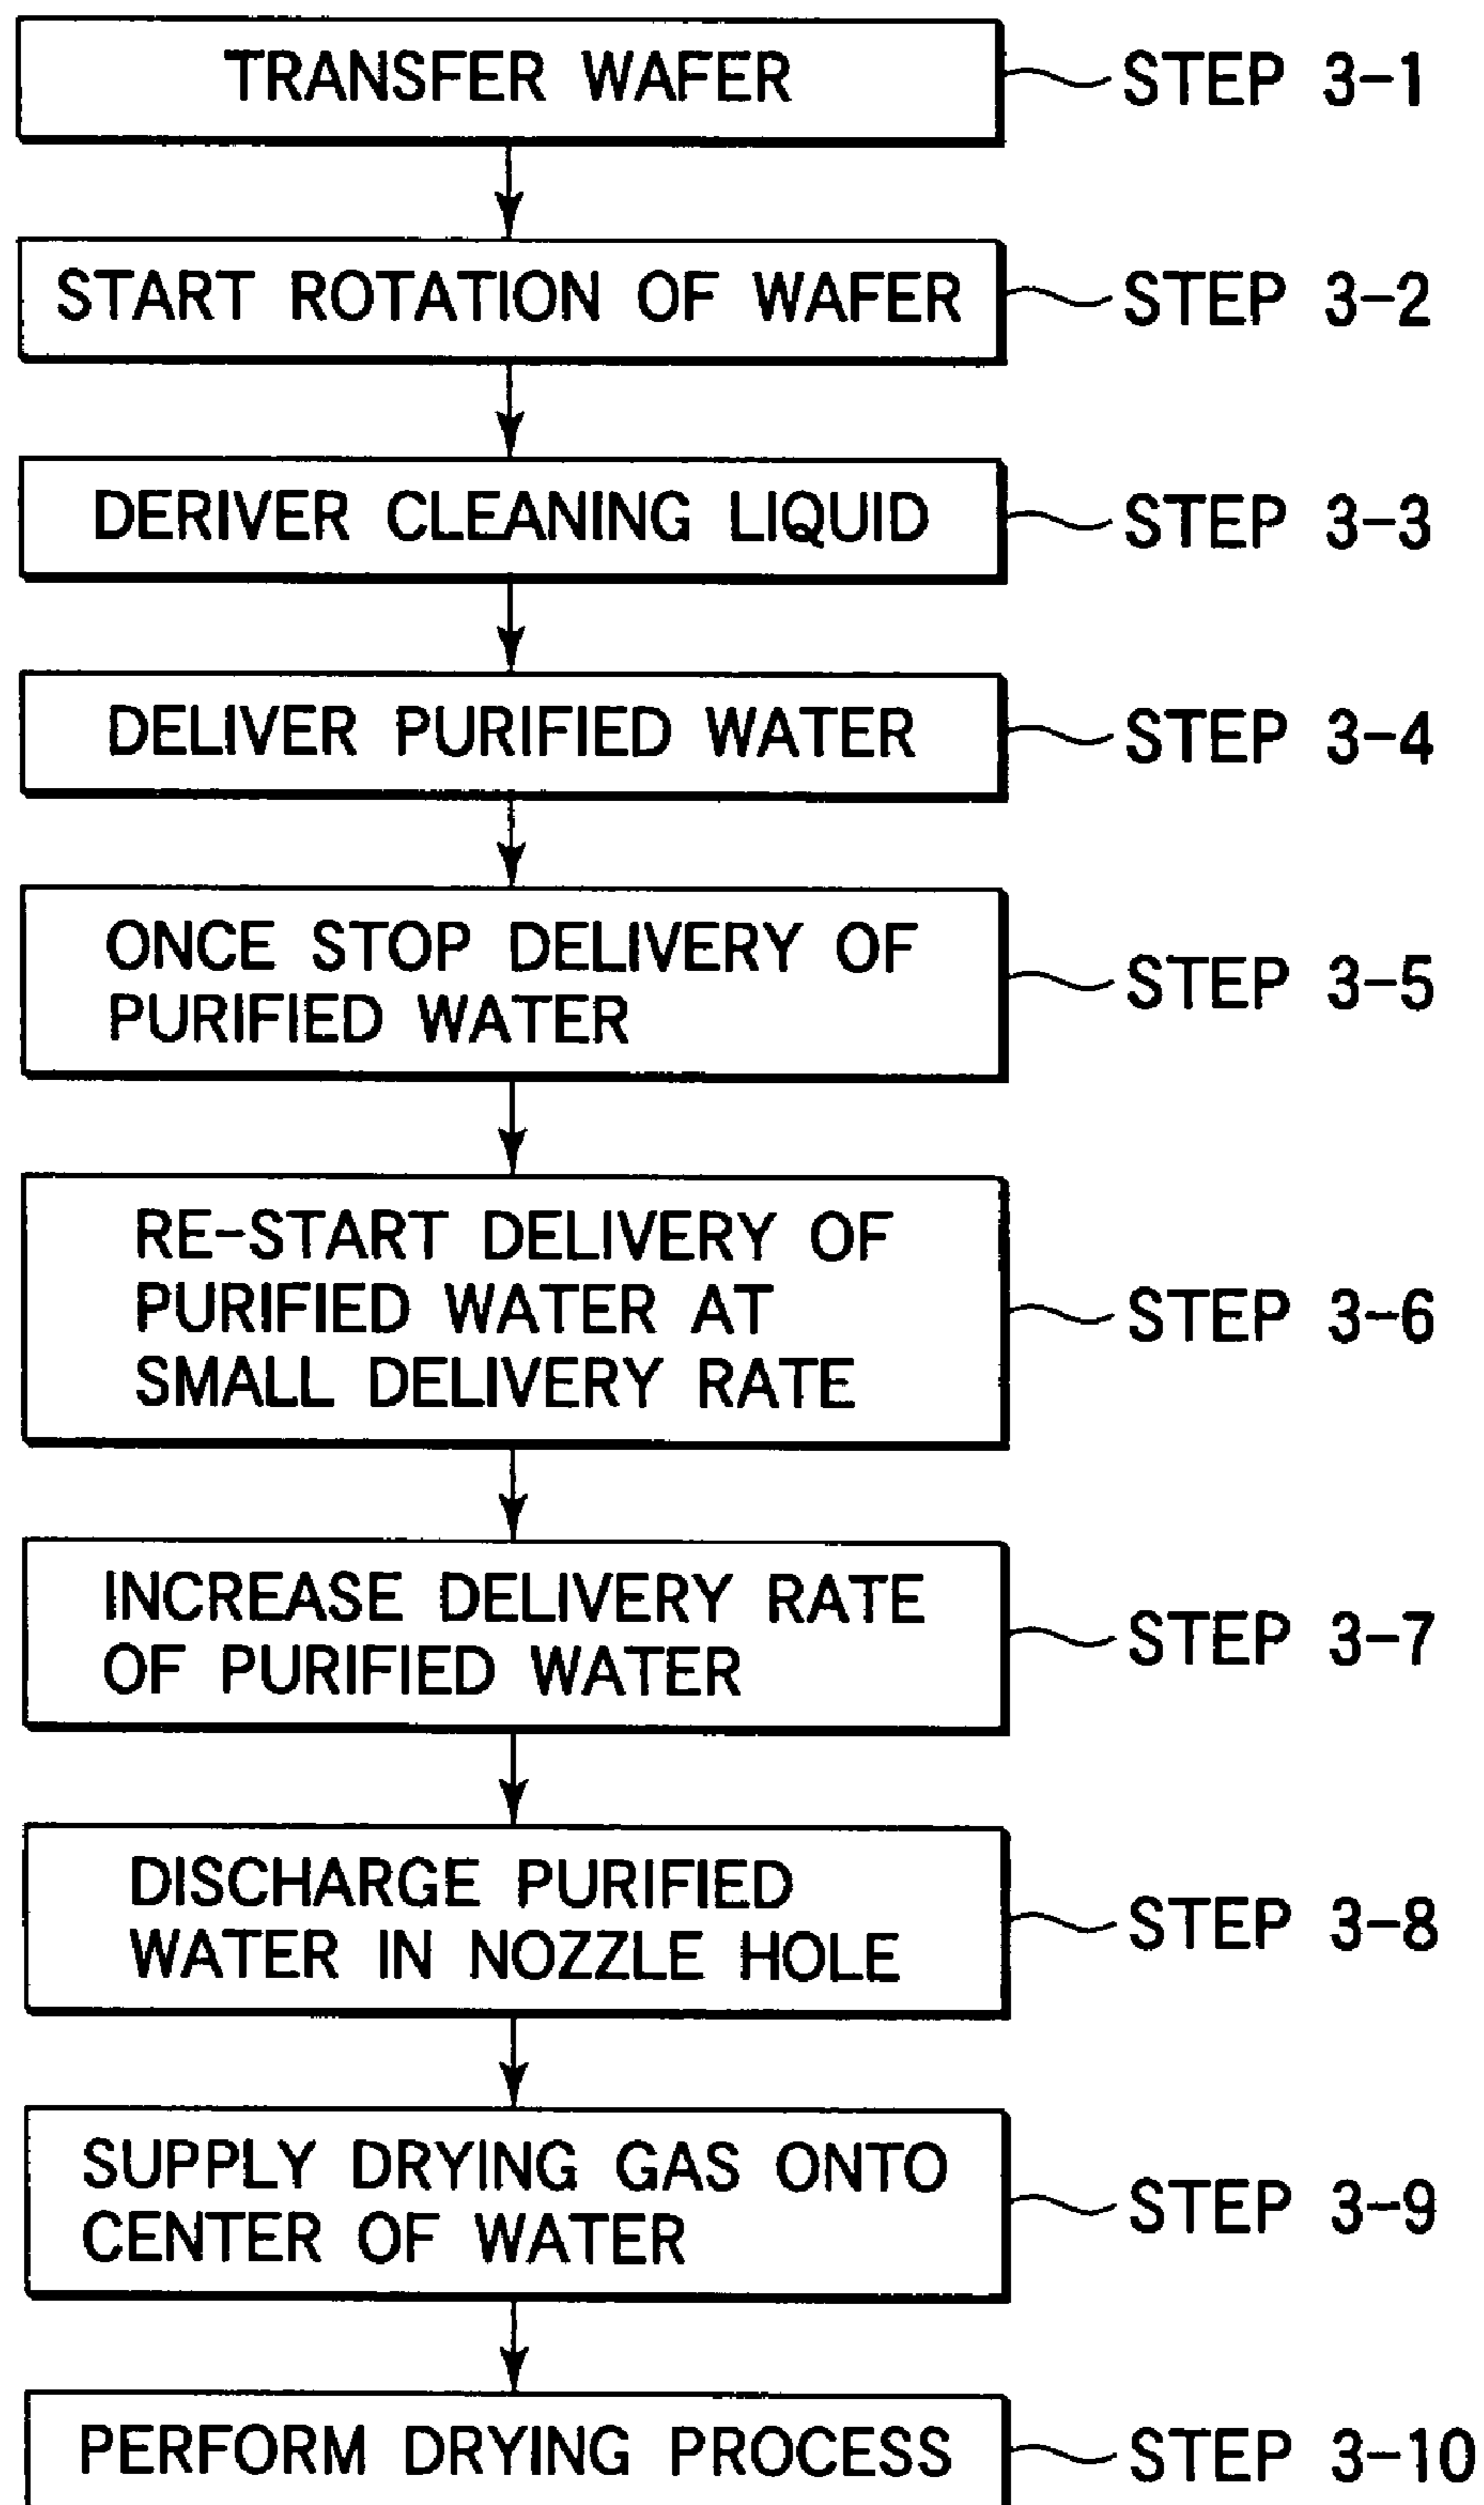 TRANSFER WAFER
STEP 3-1
START ROTATION OF WAFER
STEP 3-2
DERIVER CLEANING LIQUID
STEP 3-3
DELIVER PURIFIED WATER
STEP 3-4
ONCE STOP DELIVERY OF
PURIFIED WATER
STEP 3-5
RE-START DELIVERY OF
PURIFIED WATER AT
SMALL DELIVERY RATE
STEP 3-6
INCREASE DELIVERY RATE
OF PURIFIED WATER
STEP 3-7
DISCHARGE PURIFIED
WATER IN NOZZLE HOLE
STEP 3-8
SUPPLY DRYING GAS ONTO
CENTER OF WATER
STEP 3-9
PERFORM DRYING PROCESS
STEP 3-10